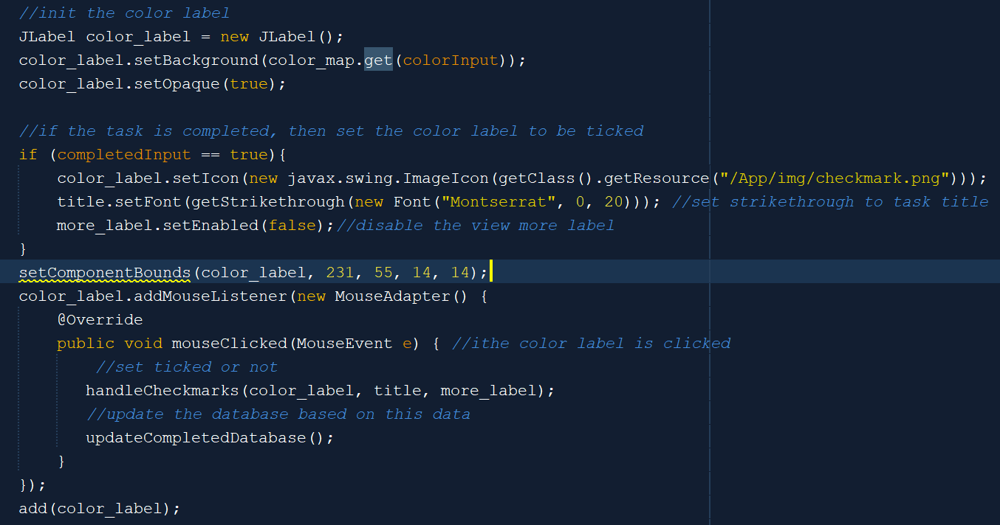 //init the color label
JLabel color_label = new JLabel();
color_label.setBackground(color_map.get(colorInput));
color_label.setOpaque(true);
//if the task is completed, then set the color label to be ticked
if (completedInput == true){
color_label.setIcon(new javax.swing.ImageIcon(getClass().getResource("/App/img/checkmark.png")));
title.setFont(getStrikethrough(new Font("Montserrat", 0, 20))); //set strikethrough to task title
more_label.setEnabled(false);//disable the view more label
}
setComponentBounds(color_label, 231, 55, 14, 14);
color_label.addMouseListener(new MouseAdapter() {
@Override
public void mouseClicked(MouseEvent e) { //ithe color label is clicked
//set ticked or not
handleCheckmarks(color_label, title, more_label);
//update the database based on this data
updateCompletedDatabase();
}
});
add(color_label);